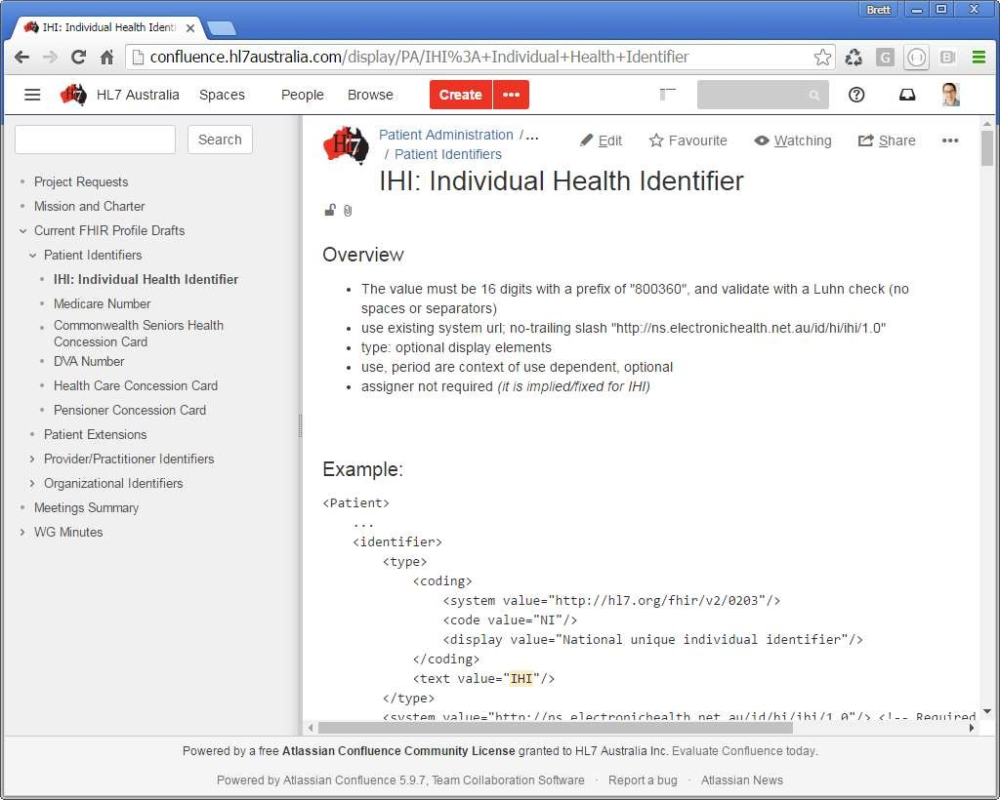 Brett
IHI: Individual Health Identi
confluence.hl7australia.com/display/PA/IHI%3A+Individual+Health+Identifier
HL7 Australia Spaces People Browse Create ···
Search
Project Requests
Mission and Charter
Current FHIR Profile Drafts
Patient Identifiers
IHI: Individual Health Identifier
Medicare Number
Commonwealth Seniors Health
Concession Card
DVA Number
Health Care Concession Card
Pensioner Concession Card
Patient Extensions
Provider/Practitioner Identifiers
Organizational Identifiers
Meetings Summary
WG Minutes
Patient Administration /...
/ Patient Identifiers
Edit Favourite Watching Share ···
IHI: Individual Health Identifier
Overview
• The value must be 16 digits with a prefix of "800360", and validate with a Luhn check (no
spaces or separators)
• use existing system url; no-trailing slash "http://ns.electronichealth.net.au/id/hi/ihi/1.0"
• type: optional display elements
• use, period are context of use dependent, optional
• assigner not required (it is implied/fixed for IHI)
Example:
<Patient>
...
<identifier>
<type>
<coding>
<system value="http://hl7.org/fhir/v2/0203"/>
<code value="NI"/>
<display value="National unique individual identifier"/>
</coding>
<text value="IHI"/>
</type>
<system value="http://ns.electronichealth.net.au/id/hi/ihi/1.0"/> <!-- Required
Powered by a free Atlassian Confluence Community License granted to HL7 Australia Inc. Evaluate Confluence today.
Powered by Atlassian Confluence 5.9.7, Team Collaboration Software · Report a bug · Atlassian News